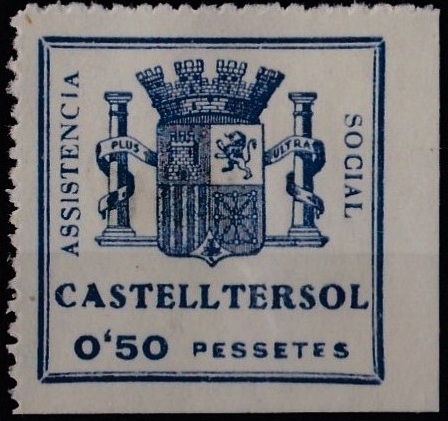 ASSISTENCIA
SOCIAL
PLUS
ULTRA
CASTELLTERSOL
0'50 PESSETES